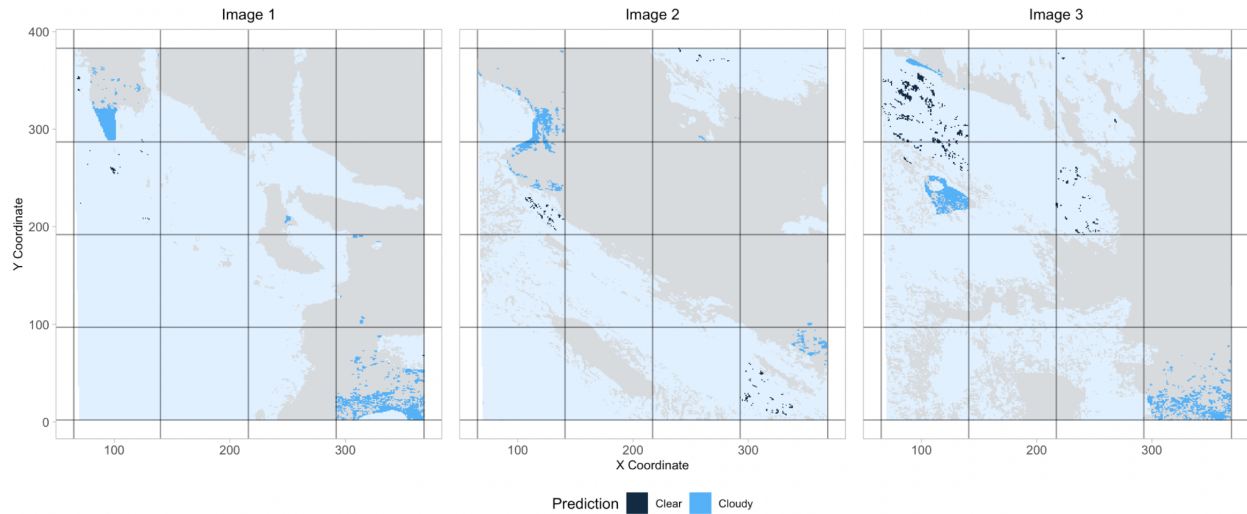 Image 1
Image 2
Image 3
400
300
200
100
0
Y Coordinate
100 200 300
100 200 300
100 200 300
X Coordinate
Prediction Clear Cloudy